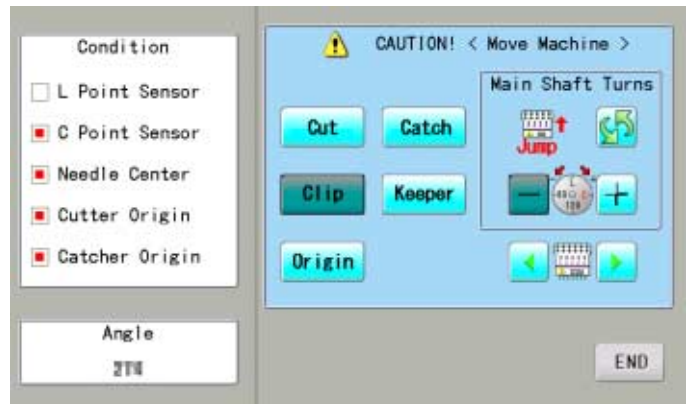 Condition
L Point Sensor
C Point Sensor
Needle Center
Cutter Origin
Catcher Origin
Angle
CAUTION! < Move Machine >
Main Shaft Turns
Cut
Catch
Jump
Clip
Keeper
Origin
END